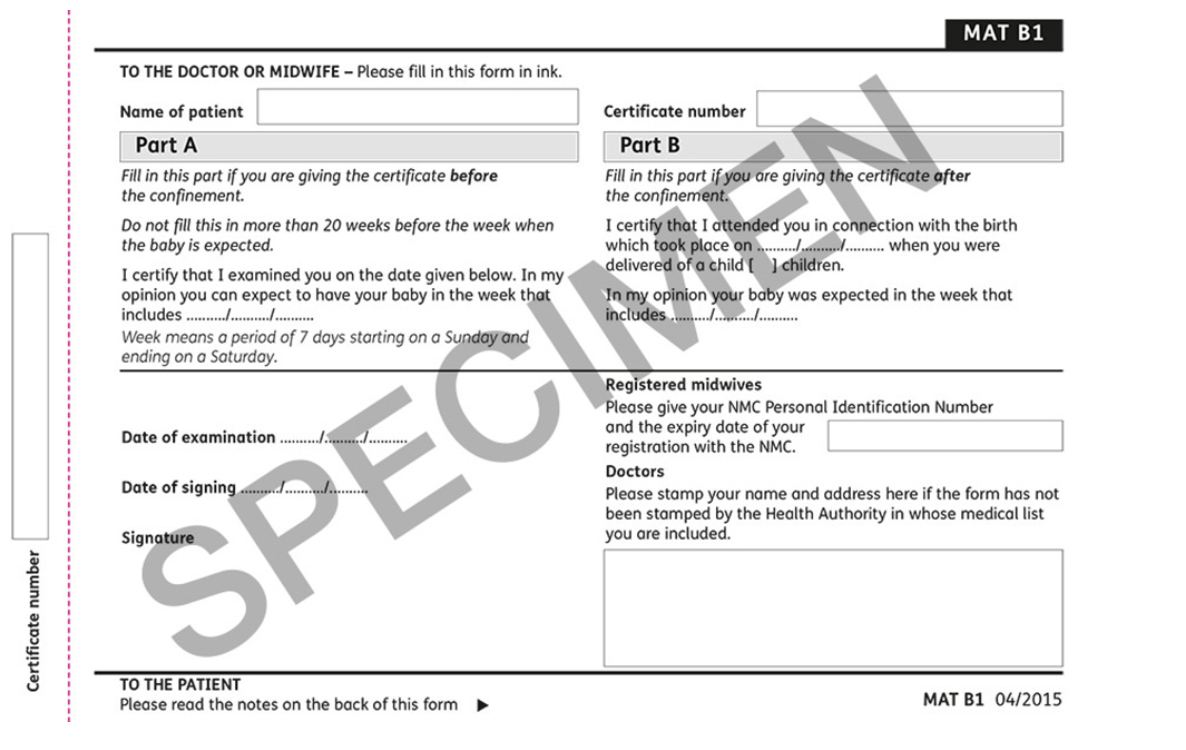 MAT B1
TO THE DOCTOR OR MIDWIFE – Please fill in this form in ink.
Name of patient
Certificate number
Part A
Fill in this part if you are giving the certificate before
the confinement.
Do not fill this in more than 20 weeks before the week when
the baby is expected.
I certify that I examined you on the date given below. In my
opinion you can expect to have your baby in the week that
includes ........../........../..........
Week means a period of 7 days starting on a Sunday and
ending on a Saturday.
Part B
Fill in this part if you are giving the certificate after
the confinement.
I certify that I attended you in connection with the birth
which took place on ........../........../.......... when you were
delivered of a child [   ] children.
In my opinion your baby was expected in the week that
includes ........../........../..........
Date of examination ........../........../..........
Date of signing ........../........../..........
Signature
Registered midwives
Please give your NMC Personal Identification Number
and the expiry date of your
registration with the NMC.
Doctors
Please stamp your name and address here if the form has not
been stamped by the Health Authority in whose medical list
you are included.
SPECIMEN
Certificate number
TO THE PATIENT
Please read the notes on the back of this form ▶
MAT B1 04/2015